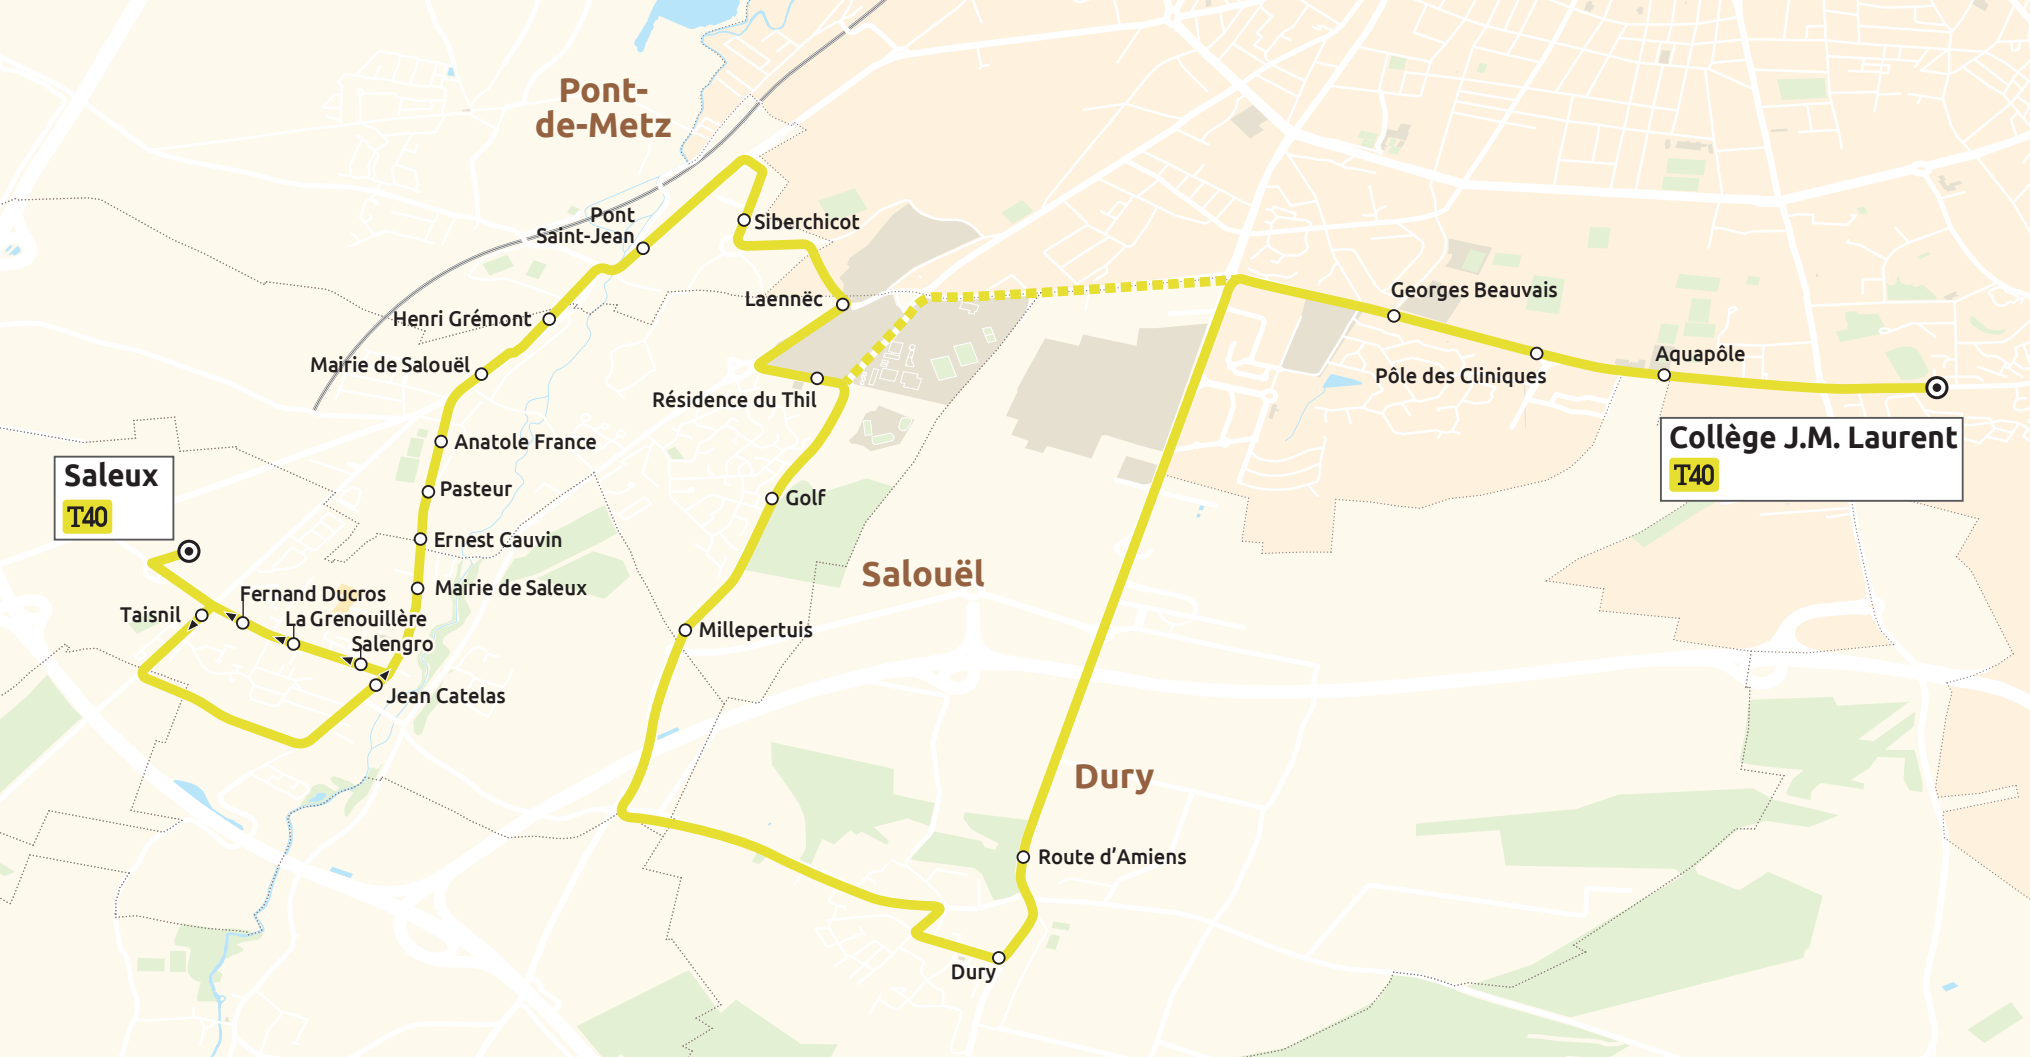 Pont-
de-Metz
Pont
Saint-Jean
Siberchicot
Laennëc
Henri Grémont
Mairie de Salouël
Résidence du Thil
Georges Beauvais
Pôle des Cliniques
Aquapôle
Collège J.M. Laurent
T40
Anatole France
Pasteur
Golf
Saleux
T40
Ernest Cauvin
Mairie de Saleux
Salouël
Fernand Ducros
La Grenouillère
Taisnil
Salengro
Millepertuis
Jean Catelas
Dury
Route d’Amiens
Dury